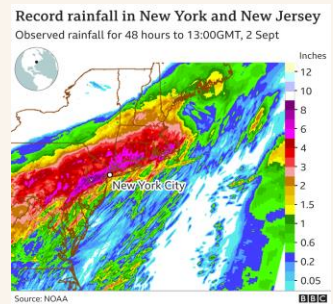 Record rainfall in New York and New Jersey
Observed rainfall for 48 hours to 13:00GMT, 2 Sept
Inches
12
10
8
6
4
3
2
1.5
1
0.6
0.2
0.05
New York City
Source: NOAA
BBC